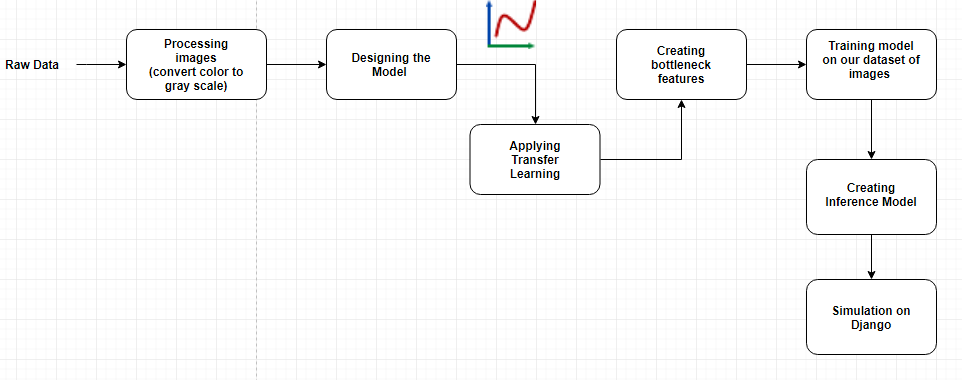 Raw Data
Processing
images
(convert color to
gray scale)
Designing the
Model
Applying
Transfer
Learning
Creating
bottleneck
features
Training model
on our dataset of
images
Creating
Inference Model
Simulation on
Django